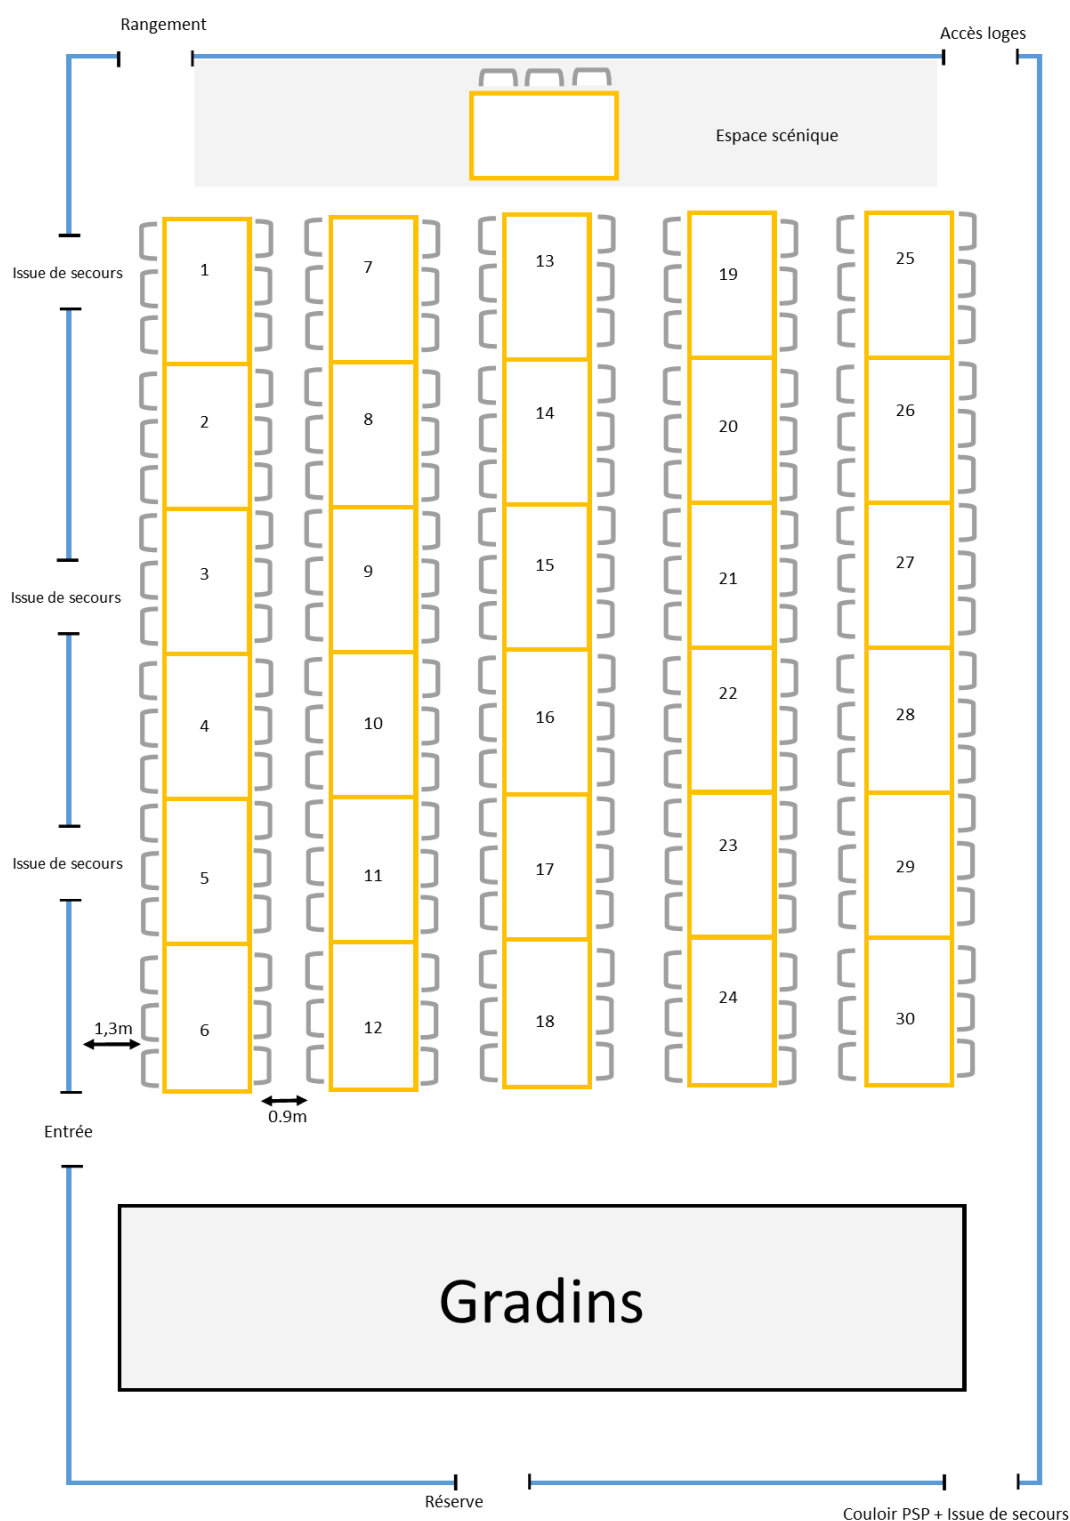 Rangement
Accès loges
Espace scénique
1
7
13
19
25
Issue de secours
2
8
14
20
26
3
9
15
21
27
Issue de secours
4
10
16
22
28
5
11
17
23
29
Issue de secours
6
12
18
24
30
1,3m
0.9m
Entrée
Gradins
Réserve
Couloir PSP + Issue de secours